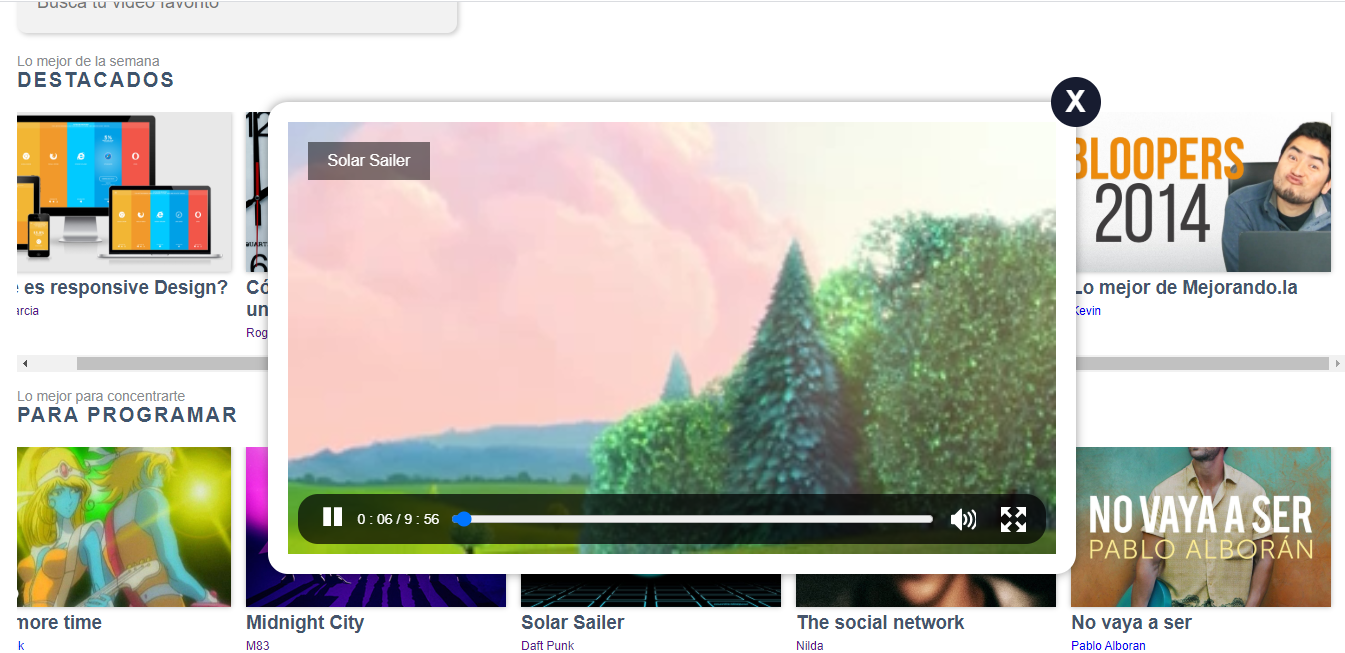 Busca tu video favorito
Lo mejor de la semana
DESTACADOS
X
Solar Sailer
BLOOPERS
2014
es responsive Design?
Có
un
Rog
Lo mejor de Mejorando.la
Kevin
Lo mejor para concentrarte
PARA PROGRAMAR
0 : 06 / 9 : 56
NO VAYA A SER
PABLO ALBORÁN
more time
k
Midnight City
M83
Solar Sailer
Daft Punk
The social network
Nilda
No vaya a ser
Pablo Alboran